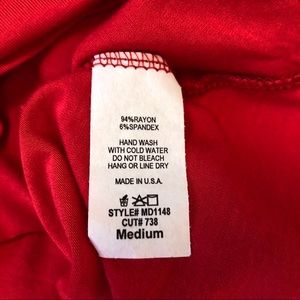 94%RAYON
6%SPANDEX
HAND WASH
WITH COLD WATER
DO NOT BLEACH
HANG OR LINE DRY
MADE IN U.S.A.
STYLE# MD1148
CUT# 738
Medium